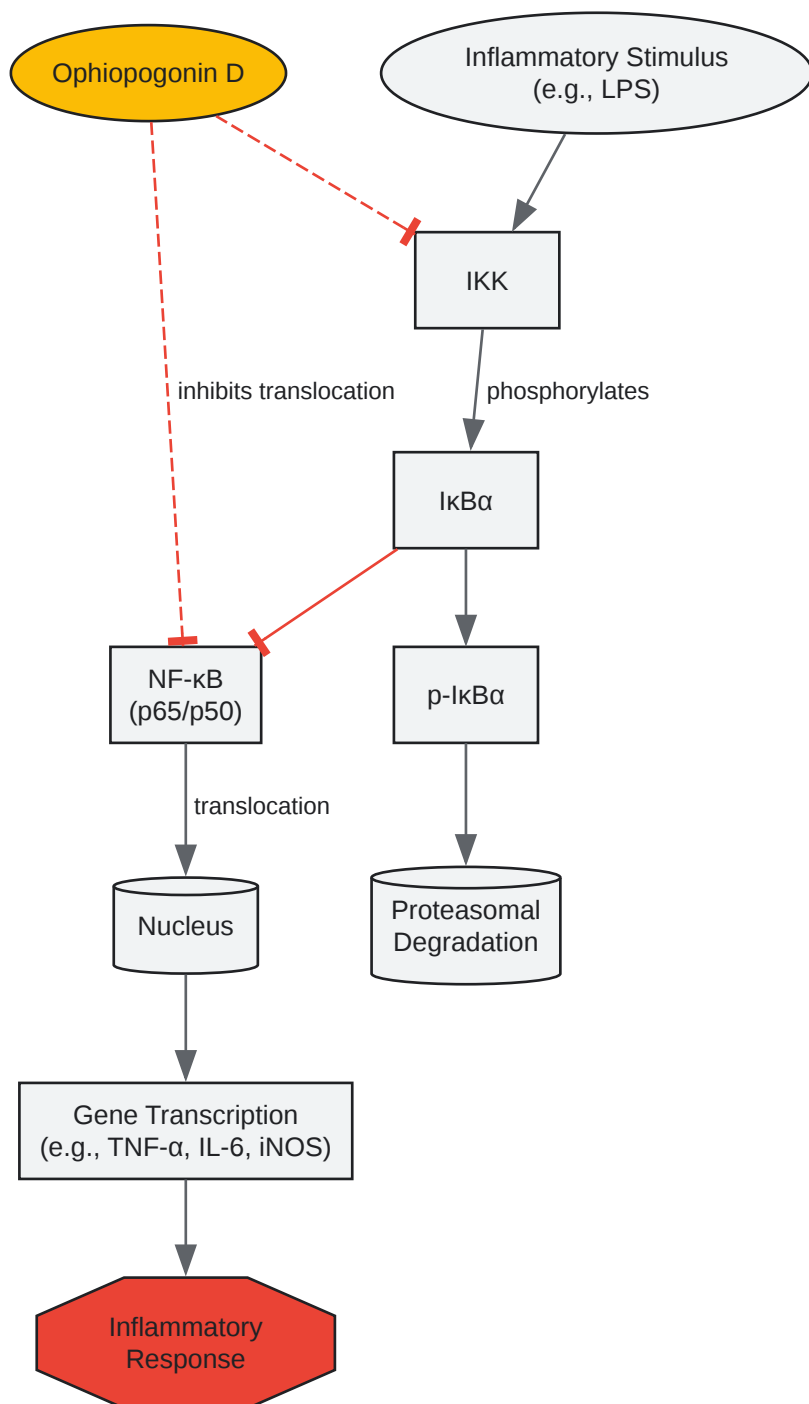 Ophiopogonin D
Inflammatory Stimulus
(e.g., LPS)
IKK
inhibits translocation
phosphorylates
IκBα
NF-κB
(p65/p50)
p-IκBα
translocation
Nucleus
Proteasomal
Degradation
Gene Transcription
(e.g., TNF-α, IL-6, iNOS)
Inflammatory
Response